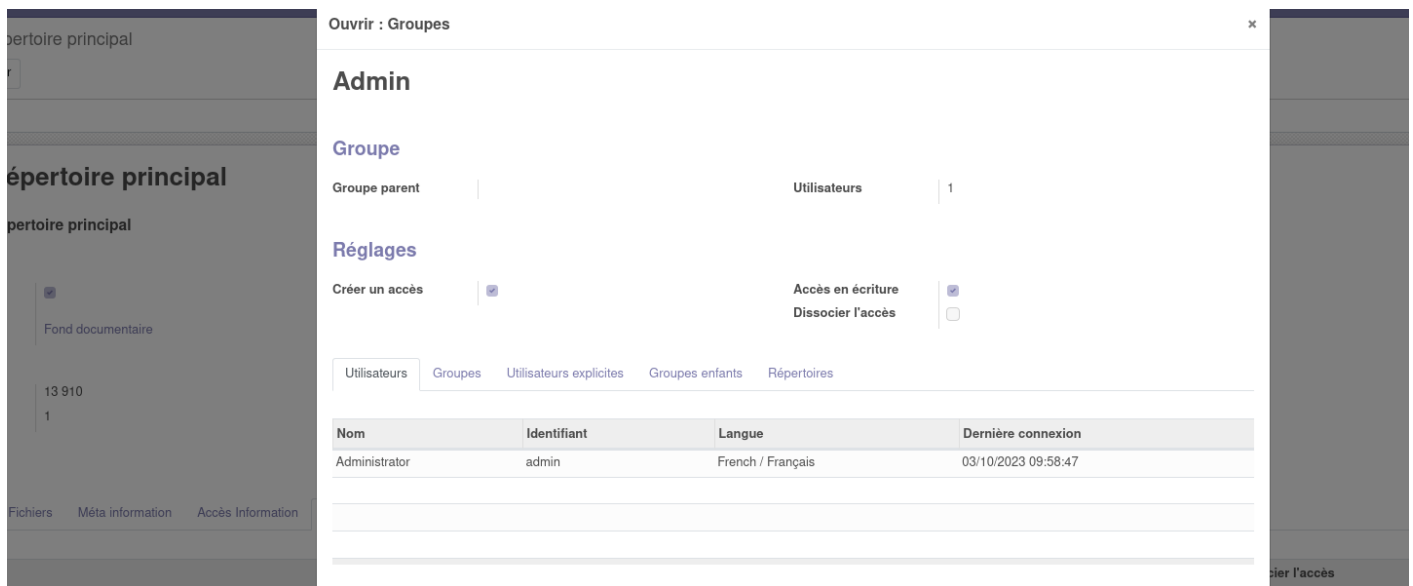 Ouvrir : Groupes ×
pertoire principal
r
Admin
Groupe
épertoire principal
Groupe parent Utilisateurs 1
pertoire principal
Réglages
Créer un accès Accès en écriture
Dissocier l'accès
Fond documentaire
Utilisateurs Groupes Utilisateurs explicites Groupes enfants Répertoires
13 910
1
Nom Identifiant Langue Dernière connexion
Administrator admin French / Français 03/10/2023 09:58:47
Fichiers Méta information Accès Information
cier l'accès